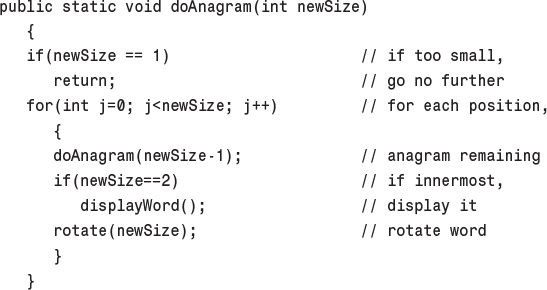 public static void doAnagram(int newSize)
   {
   if(newSize == 1)                     // if too small,
      return;                           // go no further
   for(int j=0; j<newSize; j++)         // for each position,
      {
      doAnagram(newSize-1);             // anagram remaining
      if(newSize==2)                    // if innermost,
         displayWord();                 // display it
      rotate(newSize);                  // rotate word
      }
   }